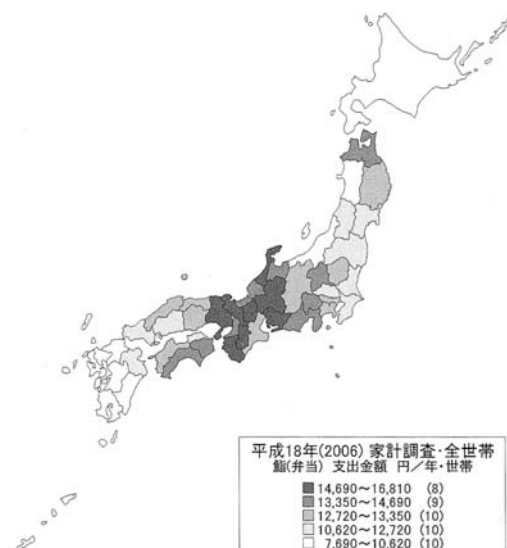 平成18年(2006) 家計調査・全世帯
鮨(弁当) 支出金額 円/年・世帯
14,690～16,810 (8)
13,350～14,690 (9)
12,720～13,350 (10)
10,620～12,720 (10)
7,690～10,620 (10)